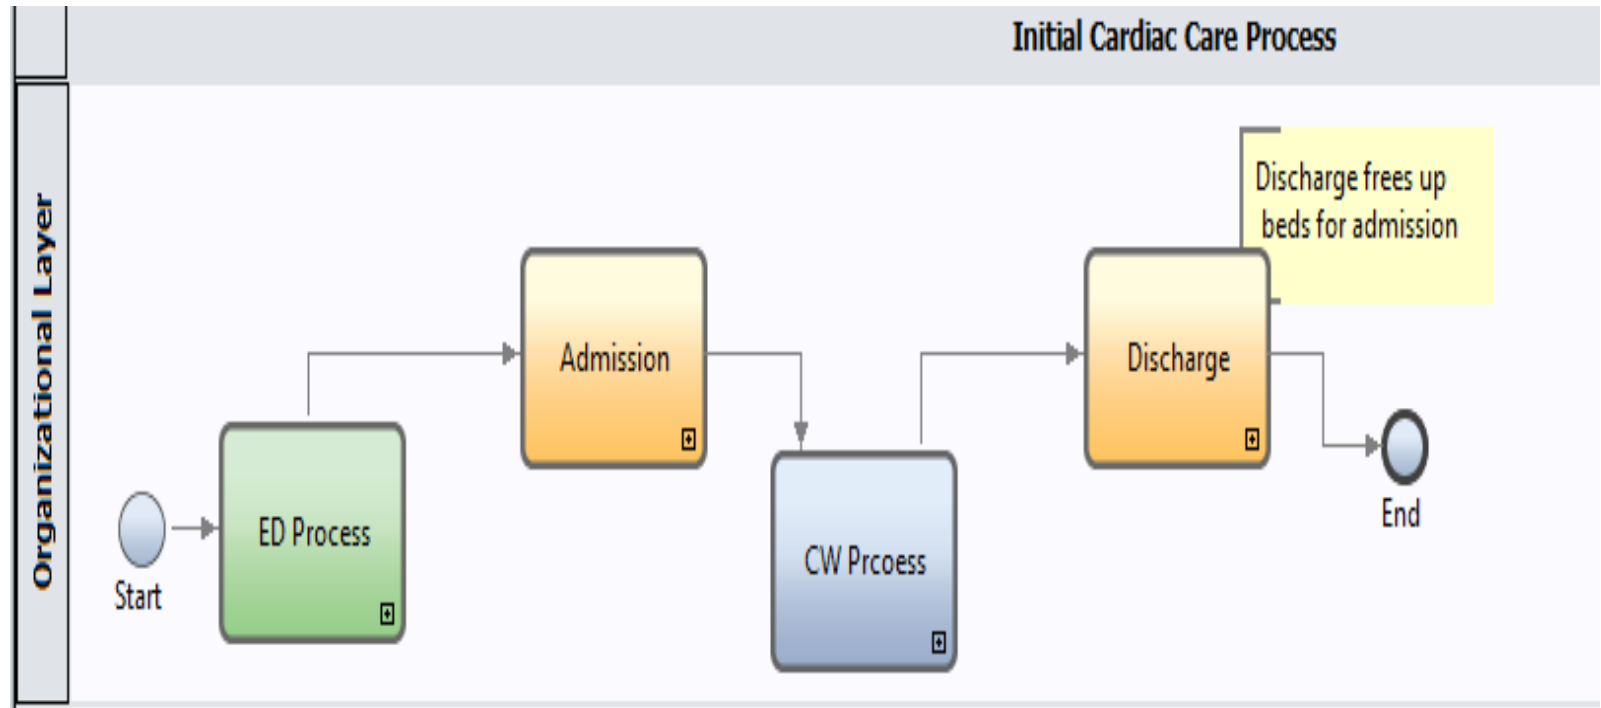 Initial Cardiac Care Process
Organizational Layer
Discharge frees up
beds for admission
Admission
Discharge
ED Process
CW Prcoess
End
Start